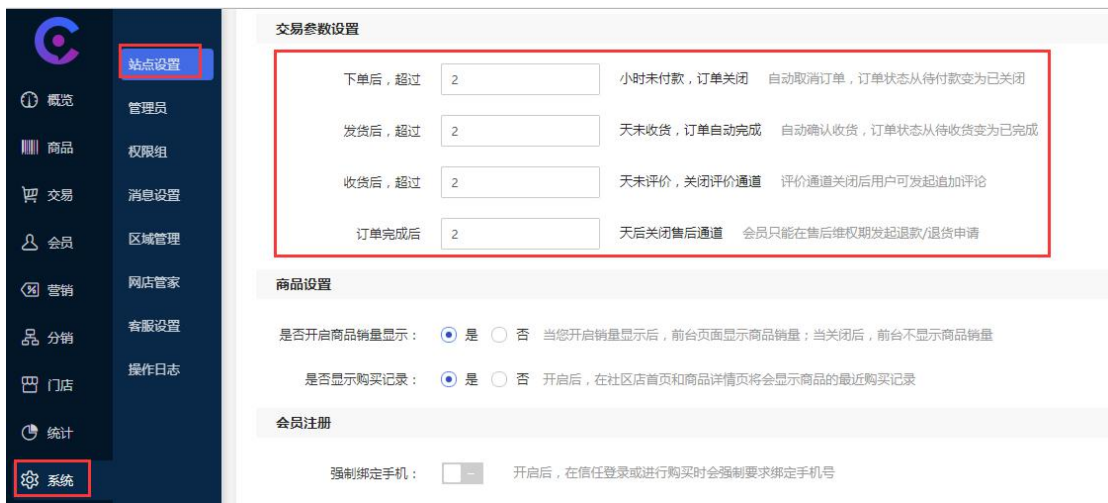 概览
商品
交易
会员
营销
分销
门店
统计
系统
站点设置
管理员
权限组
消息设置
区域管理
网店管家
客服设置
操作日志
交易参数设置
下单后，超过 2 小时未付款，订单关闭 自动取消订单，订单状态从待付款变为已关闭
发货后，超过 2 天未收货，订单自动完成 自动确认收货，订单状态从待收货变为已完成
收货后，超过 2 天未评价，关闭评价通道 评价通道关闭后用户可发起追加评论
订单完成后 2 天后关闭售后通道 会员只能在售后维权期发起退款/退货申请
商品设置
是否开启商品销量显示： 是 否 当您开启销量显示后，前台页面显示商品销量；当关闭后，前台不显示商品销量
是否显示购买记录： 是 否 开启后，在社区店首页和商品详情页将会显示商品的最近购买记录
会员注册
强制绑定手机： 开启后，在信任登录或进行购买时会强制要求绑定手机号